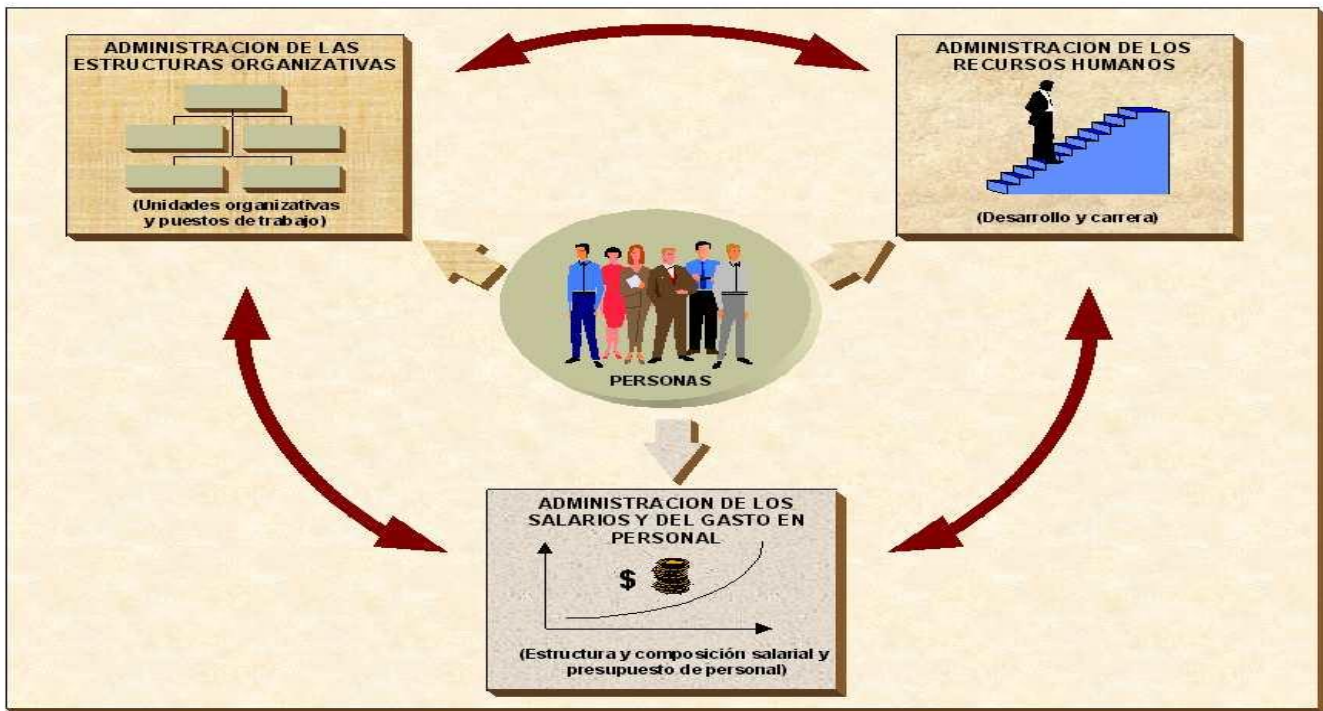 ADMINISTRACION DE LAS
ESTRUCTURAS ORGANIZATIVAS
(Unidades organizativas
y puestos de trabajo)
ADMINISTRACION DE LOS
RECURSOS HUMANOS
(Desarrollo y carrera)
PERSONAS
ADMINISTRACION DE LOS
SALARIOS Y DEL GASTO EN
PERSONAL
$
(Estructura y composición salarial y
presupuesto de personal)